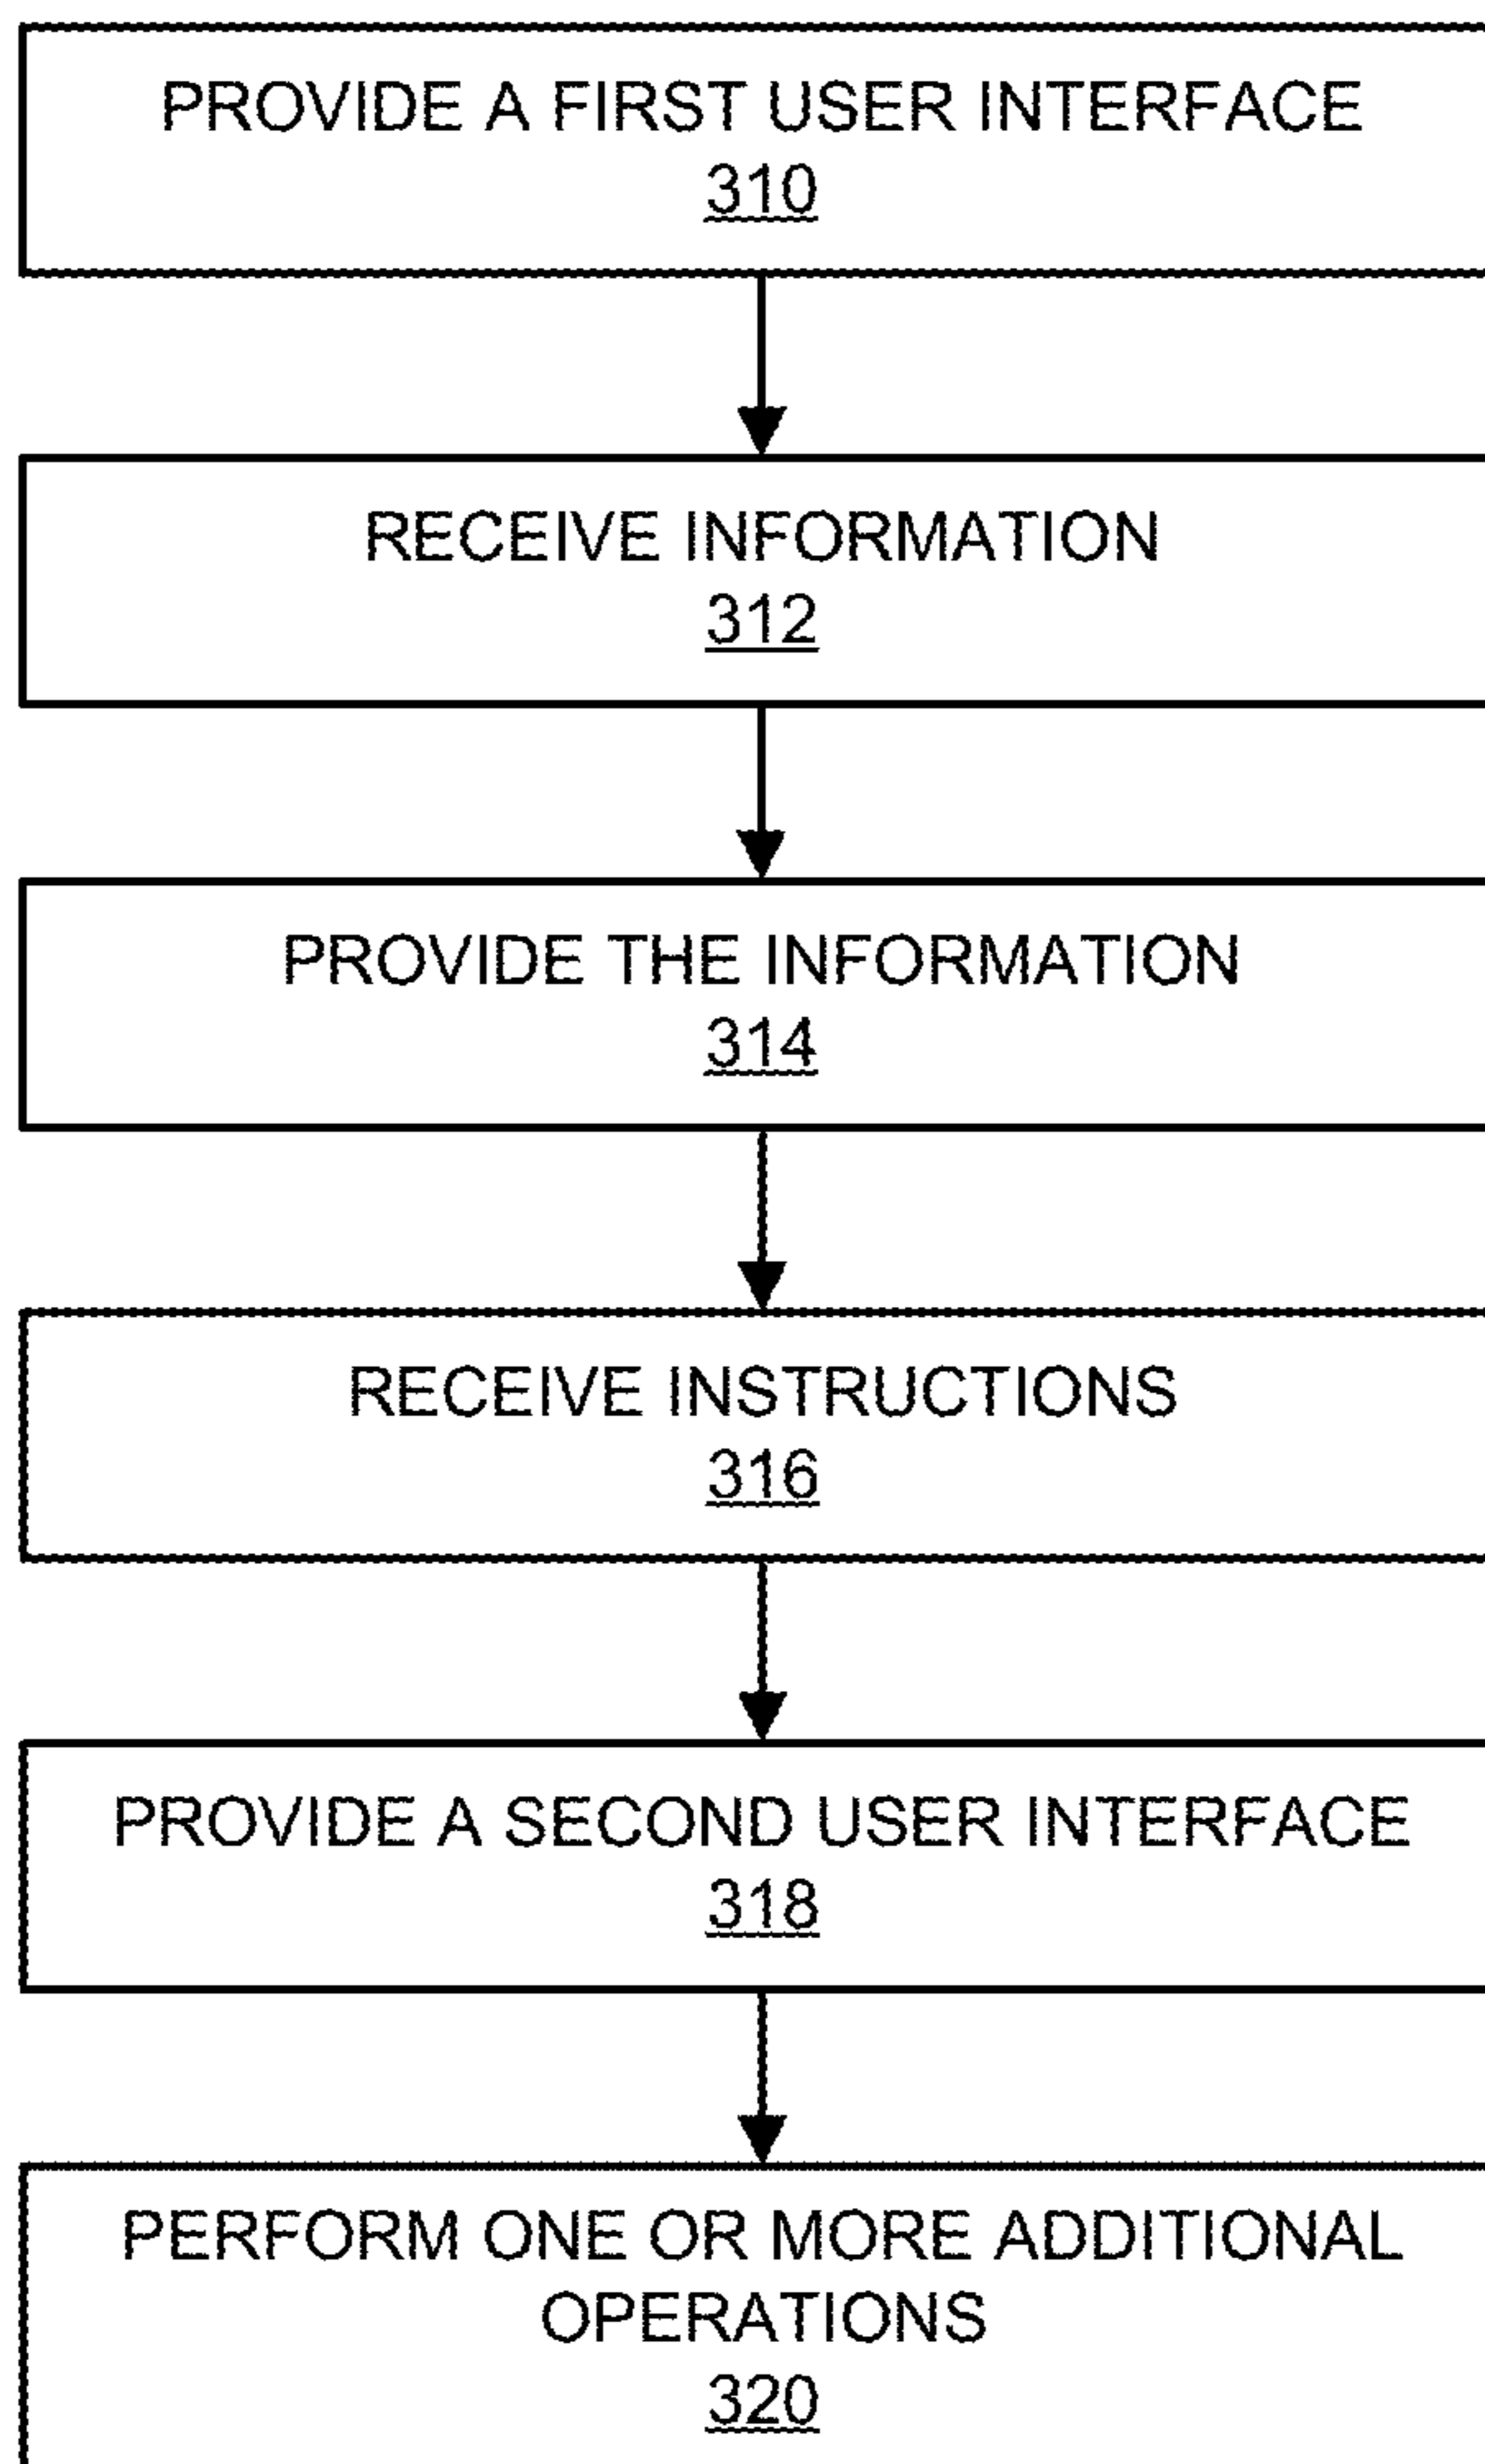 PROVIDE A FIRST USER INTERFACE
310
RECEIVE INFORMATION
312
PROVIDE THE INFORMATION
314
RECEIVE INSTRUCTIONS
316
PROVIDE A SECOND USER INTERFACE
318
PERFORM ONE OR MORE ADDITIONAL
OPERATIONS
320